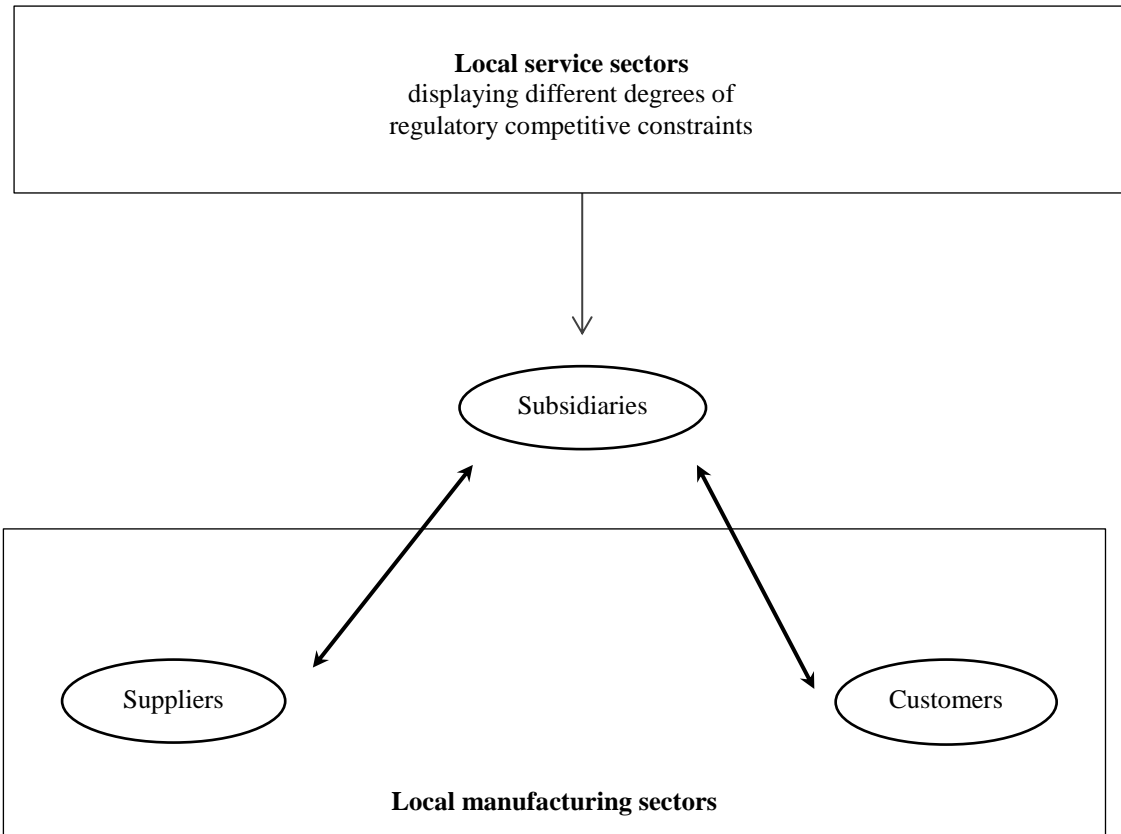 Local service sectors
displaying different degrees of
regulatory competitive constraints
Subsidiaries
Suppliers
Customers
Local manufacturing sectors